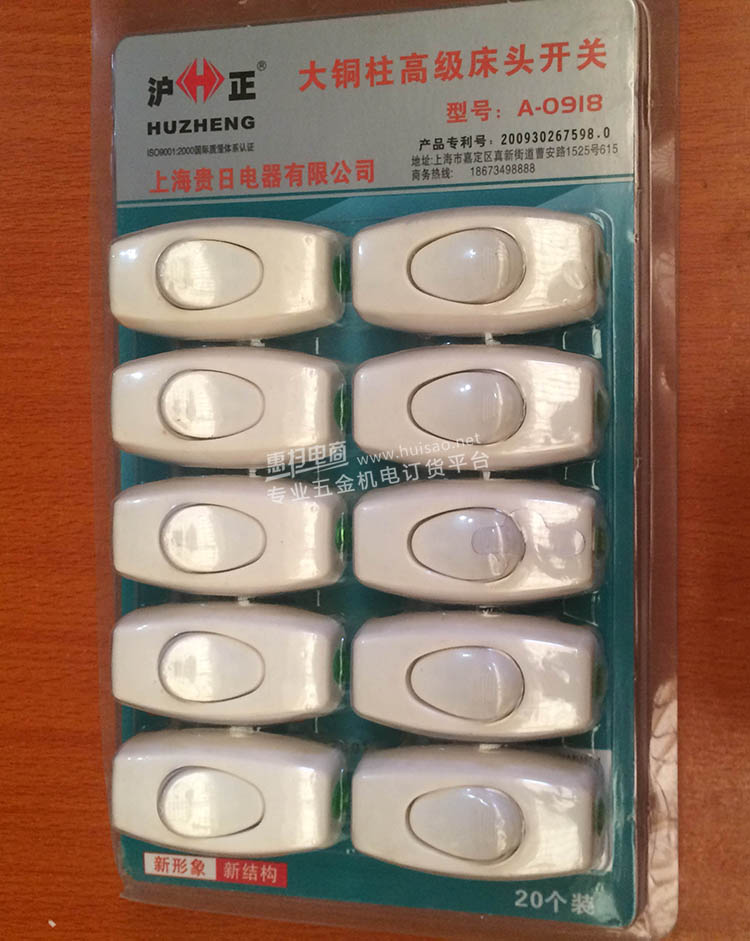 沪正®
HUZHENG
ISO9001:2000国际质量体系认证
上海贵日电器有限公司
大铜柱高级床头开关
型号：A-0918
产品专利号：200930267598.0
地址:上海市嘉定区真新街道曹安路1525号615
商务热线：18673498888
惠扫电商 www.huisao.net
专业五金机电订货平台
新形象 新结构
20个装